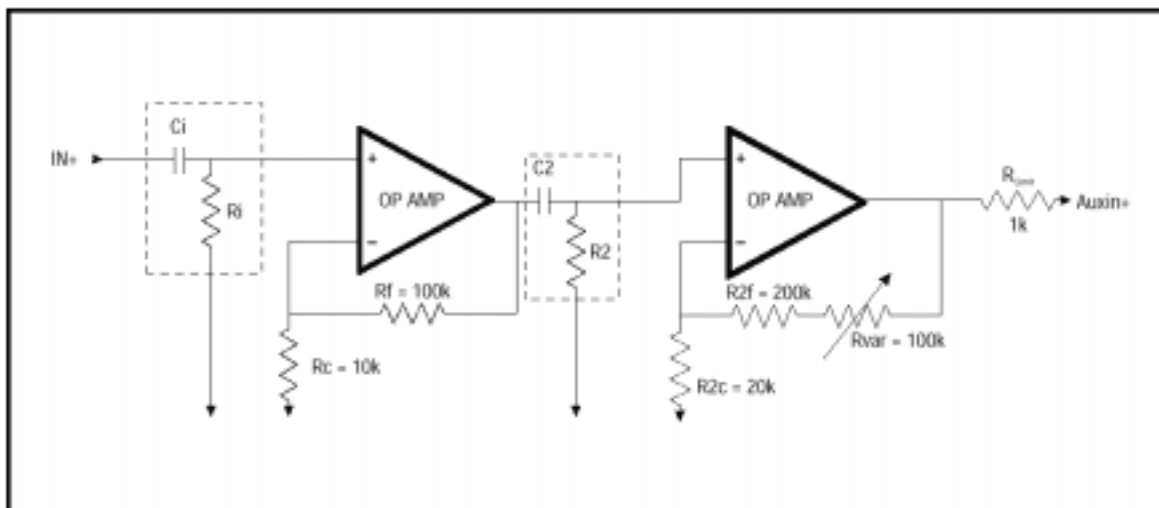 IN+
Ci
Ri
+
OP AMP
−
Rf = 100k
Rc = 10k
C2
R2
+
OP AMP
−
R2f = 200k
Rvar = 100k
R2c = 20k
1k
Auxin+